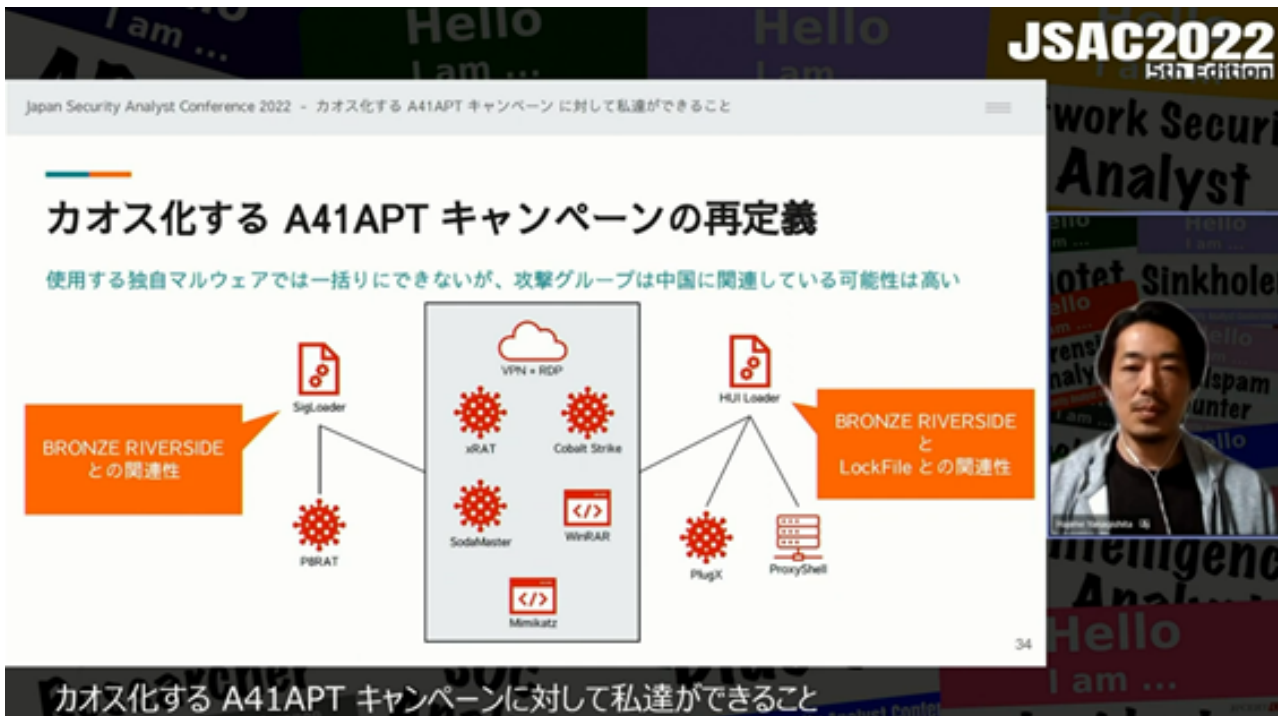 Hello
I am ...
Hello
I am ...
JSAC2022
5th Edition
Japan Security Analyst Conference 2022 - カオス化する A41APT キャンペーン に対して私達ができること
カオス化する A41APT キャンペーンの再定義
使用する独自マルウェアでは一括りにできないが、攻撃グループは中国に関連している可能性は高い
VPN + RDP
SigLoader
xRAT
Cobalt Strike
HUI Loader
BRONZE RIVERSIDE
との関連性
BRONZE RIVERSIDE
と
LockFile との関連性
P8RAT
SodaMaster
WinRAR
PlugX
ProxyShell
Mimikatz
34
Analyst
Sinkhole
Hello
I am ...
カオス化する A41APT キャンペーンに対して私達ができること